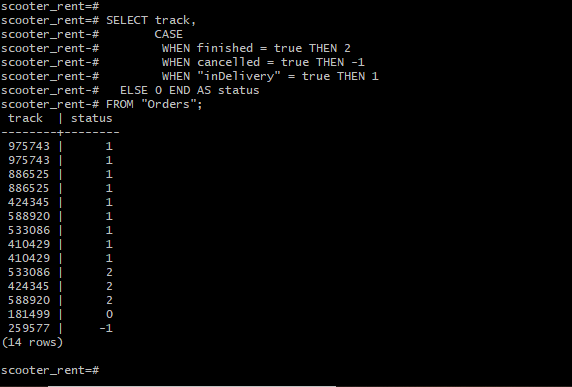 scooter_rent=#
scooter_rent=# SELECT track,
scooter_rent-#        CASE
scooter_rent-#         WHEN finished = true THEN 2
scooter_rent-#         WHEN cancelled = true THEN -1
scooter_rent-#         WHEN "inDelivery" = true THEN 1
scooter_rent-#   ELSE 0 END AS status
scooter_rent-# FROM "Orders";
 track  | status
--------+--------
 975743 |      1
 975743 |      1
 886525 |      1
 886525 |      1
 424345 |      1
 588920 |      1
 533086 |      1
 410429 |      1
 410429 |      1
 533086 |      2
 424345 |      2
 588920 |      2
 181499 |      0
 259577 |     -1
(14 rows)
scooter_rent=#